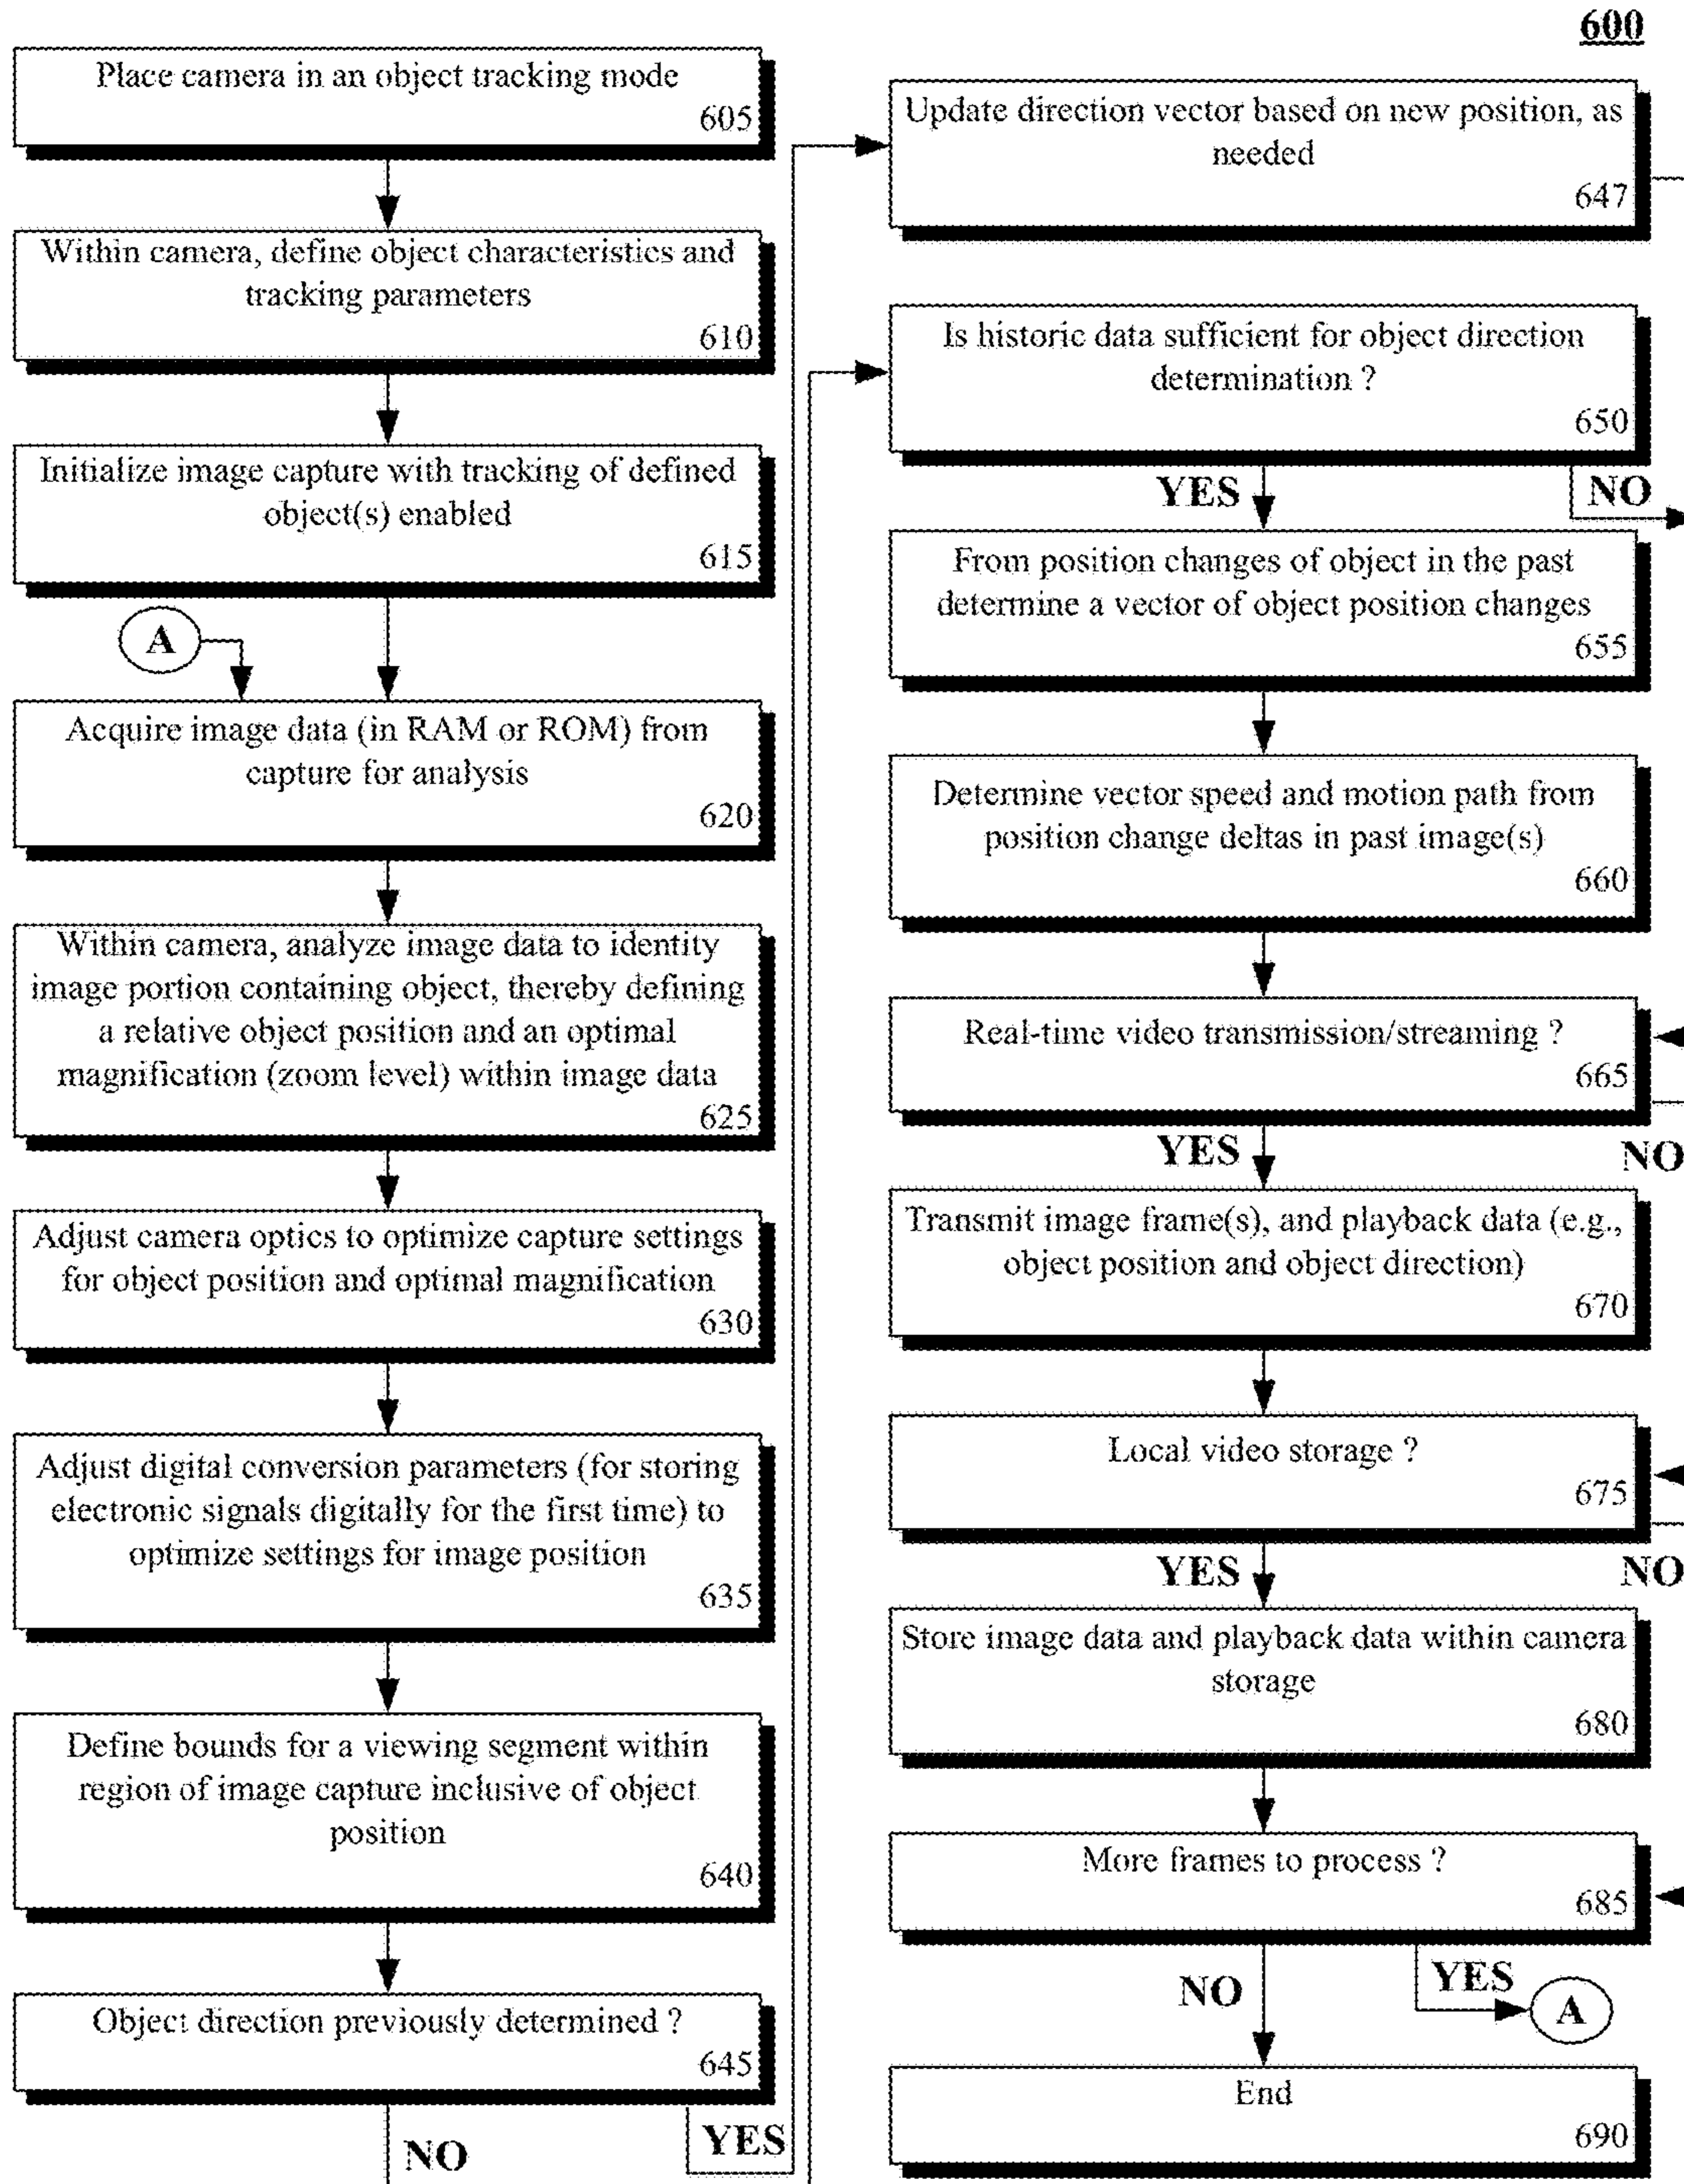 600
Place camera in an object tracking mode
605
Within camera, define object characteristics and
tracking parameters
610
Initialize image capture with tracking of defined
object(s) enabled
615
A
Acquire image data (in RAM or ROM) from
capture for analysis
620
Within camera, analyze image data to identity
image portion containing object, thereby defining
a relative object position and an optimal
magnification (zoom level) within image data
625
Adjust camera optics to optimize capture settings
for object position and optimal magnification
630
Adjust digital conversion parameters (for storing
electronic signals digitally for the first time) to
optimize settings for image position
635
Define bounds for a viewing segment within
region of image capture inclusive of object
position
640
Object direction previously determined ?
645
NO
YES
Update direction vector based on new position, as
needed
647
Is historic data sufficient for object direction
determination ?
650
YES
NO
From position changes of object in the past
determine a vector of object position changes
655
Determine vector speed and motion path from
position change deltas in past image(s)
660
Real-time video transmission/streaming ?
665
YES
NO
Transmit image frame(s), and playback data (e.g.,
object position and object direction)
670
Local video storage ?
675
YES
NO
Store image data and playback data within camera
storage
680
More frames to process ?
685
NO
YES
A
End
690